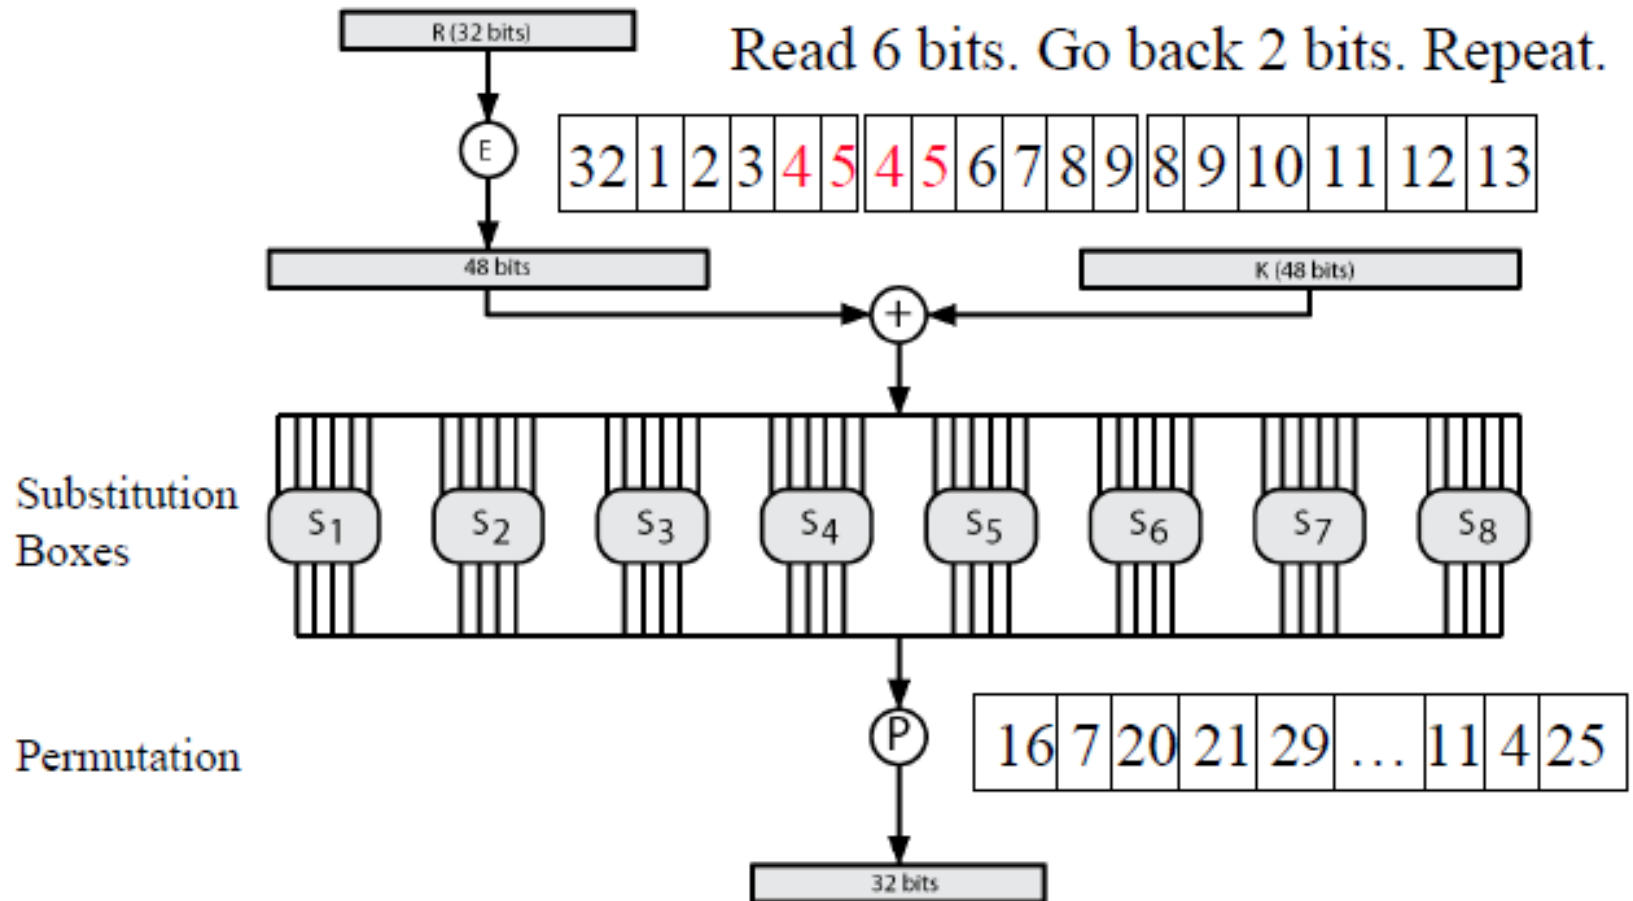 R (32 bits)
Read 6 bits. Go back 2 bits. Repeat.
E
32 1 2 3 4 5 4 5 6 7 8 9 8 9 10 11 12 13
48 bits
K (48 bits)
+
Substitution
Boxes
S1 S2 S3 S4 S5 S6 S7 S8
P
16 7 20 21 29 ... 11 4 25
Permutation
32 bits